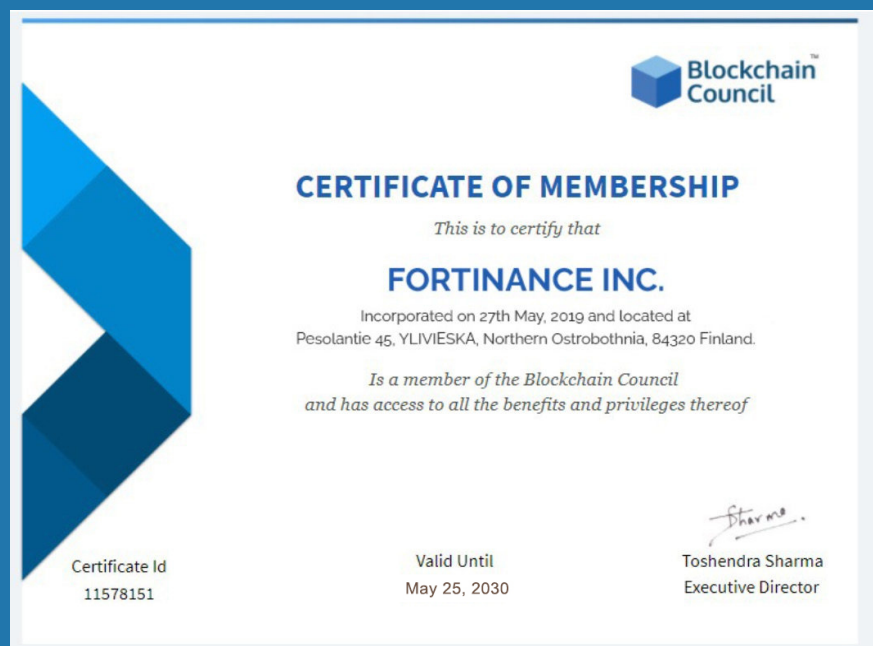 Blockchain™
Council
CERTIFICATE OF MEMBERSHIP
This is to certify that
FORTINANCE INC.
Incorporated on 27th May, 2019 and located at
Pesolantie 45, YLIVIESKA, Northern Ostrobothnia, 84320 Finland.
Is a member of the Blockchain Council
and has access to all the benefits and privileges thereof
Sharma.
Certificate Id
11578151
Valid Until
May 25, 2030
Toshendra Sharma
Executive Director